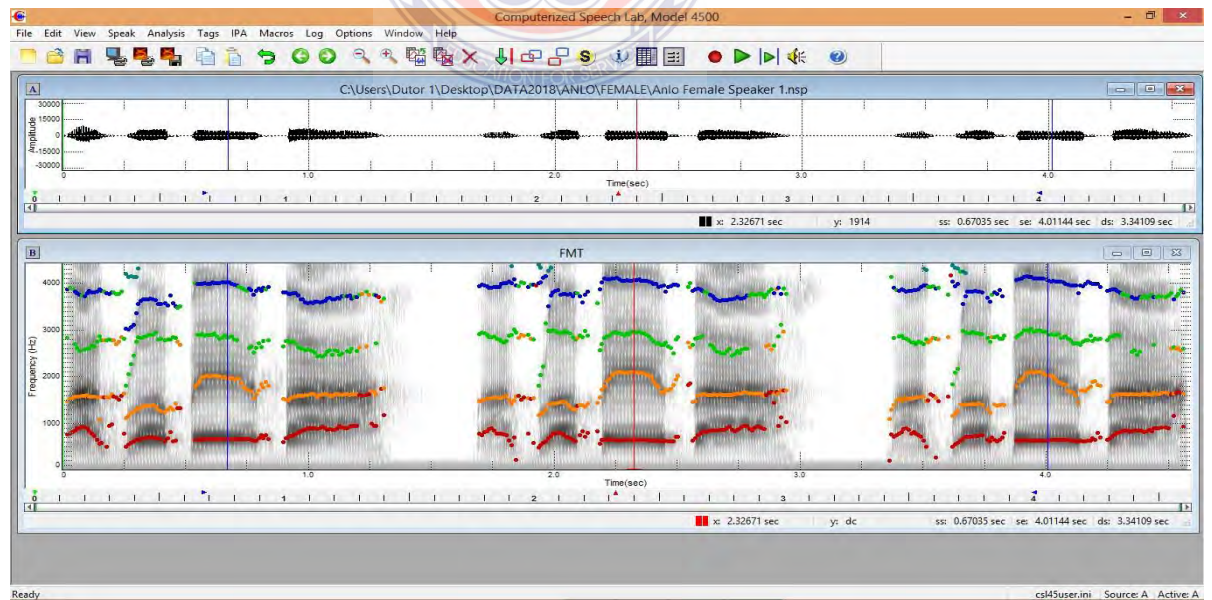 Computerized Speech Lab, Model 4500
File Edit View Speak Analysis Tags IPA Macros Log Options Window Help
S
ATION FOR SERV
A
C:\Users\Dutor 1\Desktop\DATA2018\ANLO\FEMALE\Anlo Female Speaker 1.nsp
30000
15000
0
-15000
-30000
Amplitude
0 1.0 2.0 3.0 4.0
Time(sec)
0 1 2 3 4
x: 2.32671 sec y: 1914 ss: 0.67035 sec se: 4.01144 sec ds: 3.34109 sec
B
FMT
4000
3000
2000
1000
0
Frequency (Hz)
0 1.0 2.0 3.0 4.0
Time(sec)
0 1 2 3 4
x: 2.32671 sec y: dc ss: 0.67035 sec se: 4.01144 sec ds: 3.34109 sec
Ready csl45user.ini Source: A Active: A